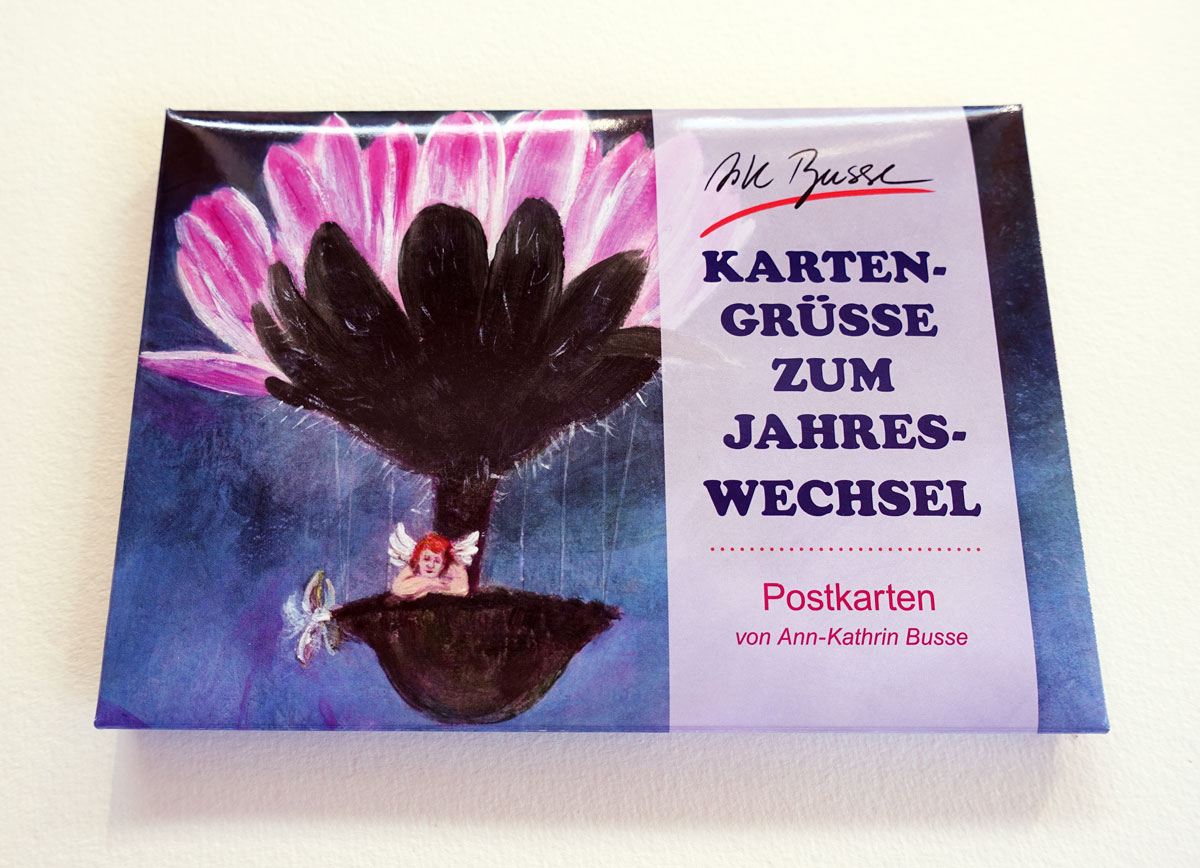 AK Busse
KARTEN-
GRÜSSE
ZUM
JAHRES-
WECHSEL
Postkarten
von Ann-Kathrin Busse